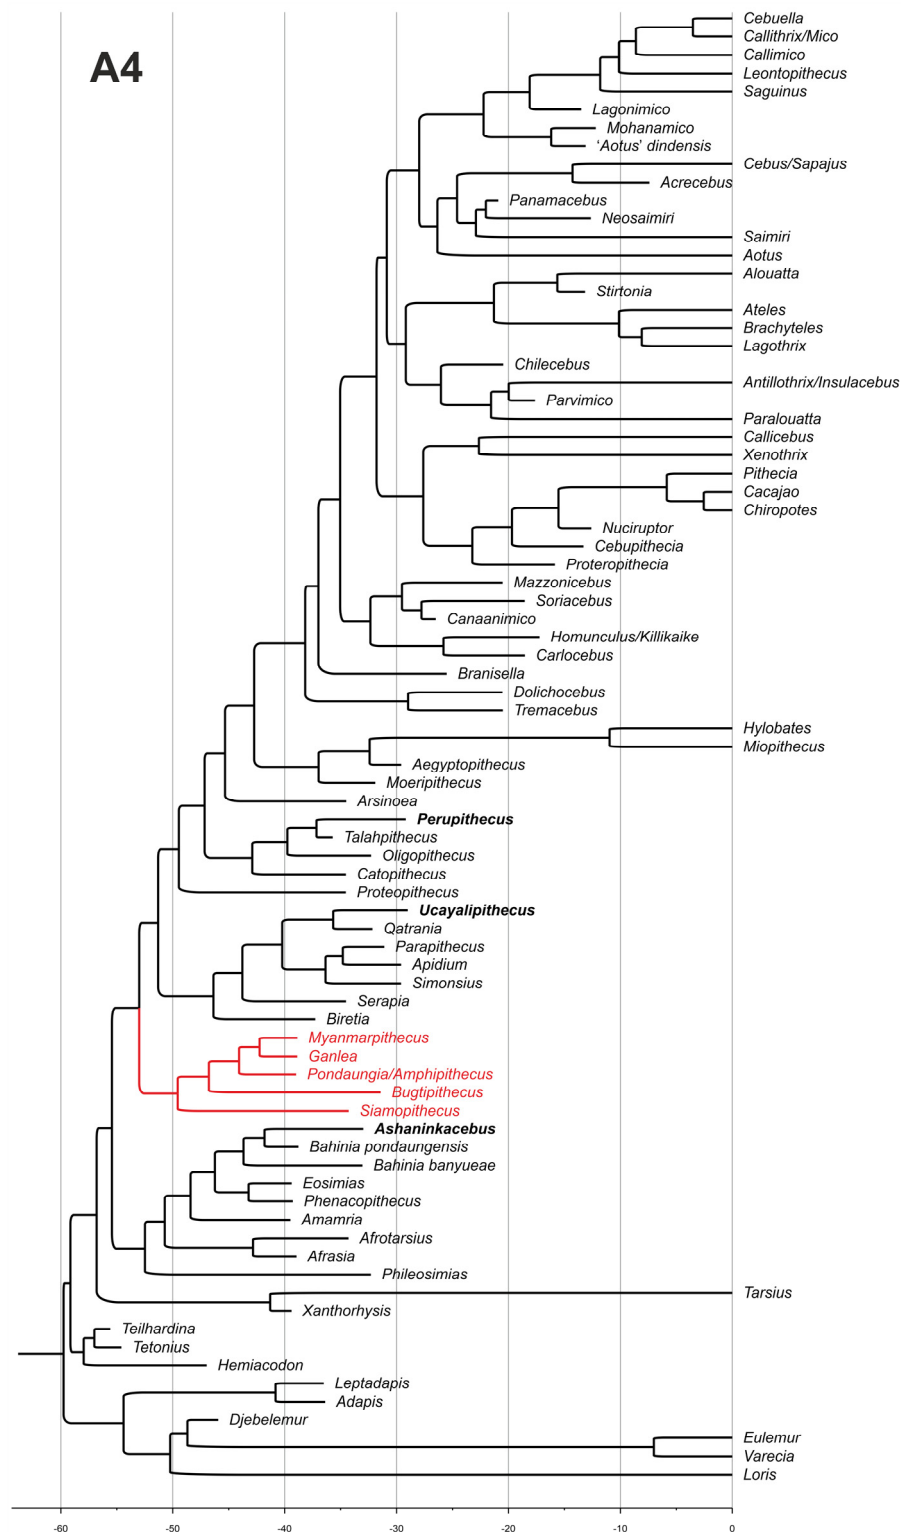 A4
Cebuella
Callithrix/Mico
Callimico
Leontopithecus
Saguinus
Lagonimico
Mohanamico
‘Aotus’ dindensis
Cebus/Sapajus
Acrecebus
Panamacebus
Neosaimiri
Saimiri
Aotus
Alouatta
Stirtonia
Ateles
Brachyteles
Lagothrix
Chilecebus
Antillothrix/Insulacebus
Parvimico
Paralouatta
Callicebus
Xenothrix
Pithecia
Cacajao
Chiropotes
Nuciruptor
Cebupithecia
Proteropithecia
Mazzonicebus
Soriacebus
Canaanimico
Homunculus/Killikaike
Carlocebus
Branisella
Dolichocebus
Tremacebus
Hylobates
Miopithecus
Aegyptopithecus
Moeripithecus
Arsinoea
Perupithecus
Talahpithecus
Oligopithecus
Catopithecus
Proteopithecus
Ucayalipithecus
Qatrania
Parapithecus
Apidium
Simonsius
Serapia
Biretia
Myanmarpithecus
Ganlea
Pondaungia/Amphipithecus
Bugtipithecus
Siamopithecus
Ashaninkacebus
Bahinia pondaungensis
Bahinia banyueae
Eosimias
Phenacopithecus
Amamria
Afrotarsius
Afrasia
Phileosimias
Tarsius
Xanthorhysis
Teilhardina
Tetonius
Hemiacodon
Leptadapis
Adapis
Djebelemur
Eulemur
Varecia
Loris
-60 -50 -40 -30 -20 -10 0